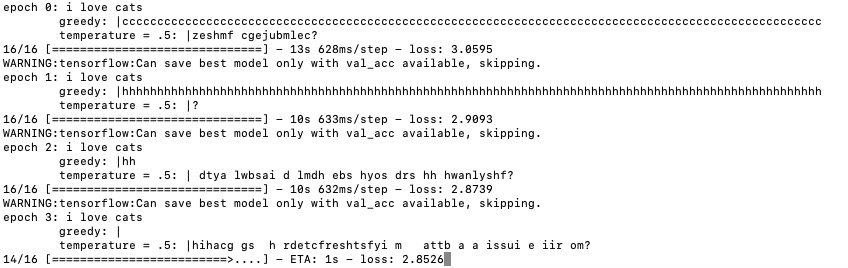 epoch 0: i love cats
greedy: |cccccccccccccccccccccccccccccccccccccccccccccccccccccccccccccccccccccccccccccccccccccccccccccccccccc
temperature = .5: |zeshmf cgejubmlec?
16/16 [==============================] - 13s 628ms/step - loss: 3.0595
WARNING:tensorflow:Can save best model only with val_acc available, skipping.
epoch 1: i love cats
greedy: |hhhhhhhhhhhhhhhhhhhhhhhhhhhhhhhhhhhhhhhhhhhhhhhhhhhhhhhhhhhhhhhhhhhhhhhhhhhhhhhhhhhhhhhhhhhhhhhhhhhh
temperature = .5: |?
16/16 [==============================] - 10s 633ms/step - loss: 2.9093
WARNING:tensorflow:Can save best model only with val_acc available, skipping.
epoch 2: i love cats
greedy: |hh
temperature = .5: | dtya lwbsai d lmdh ebs hyos drs hh hwanlyshf?
16/16 [==============================] - 10s 632ms/step - loss: 2.8739
WARNING:tensorflow:Can save best model only with val_acc available, skipping.
epoch 3: i love cats
greedy: |
temperature = .5: |hihacg gs  h rdetcfreshtsfyi m   attb a a issui e iir om?
14/16 [=========================>....] - ETA: 1s - loss: 2.8526